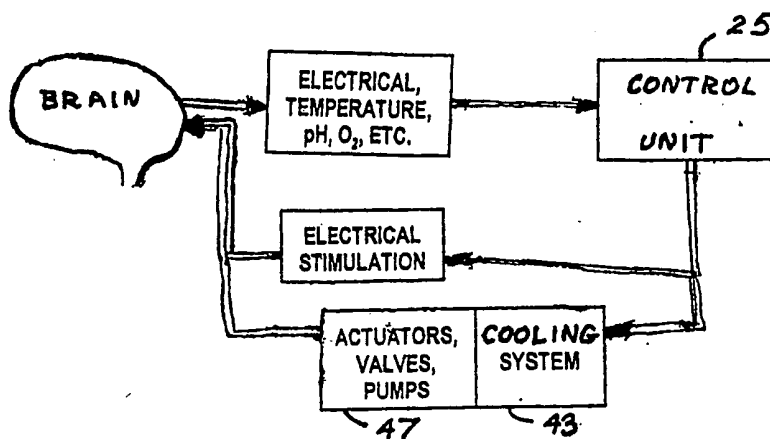 25
BRAIN
ELECTRICAL,
TEMPERATURE,
pH, O₂, ETC.
CONTROL
UNIT
ELECTRICAL
STIMULATION
ACTUATORS,
VALVES,
PUMPS
COOLING
SYSTEM
47
43